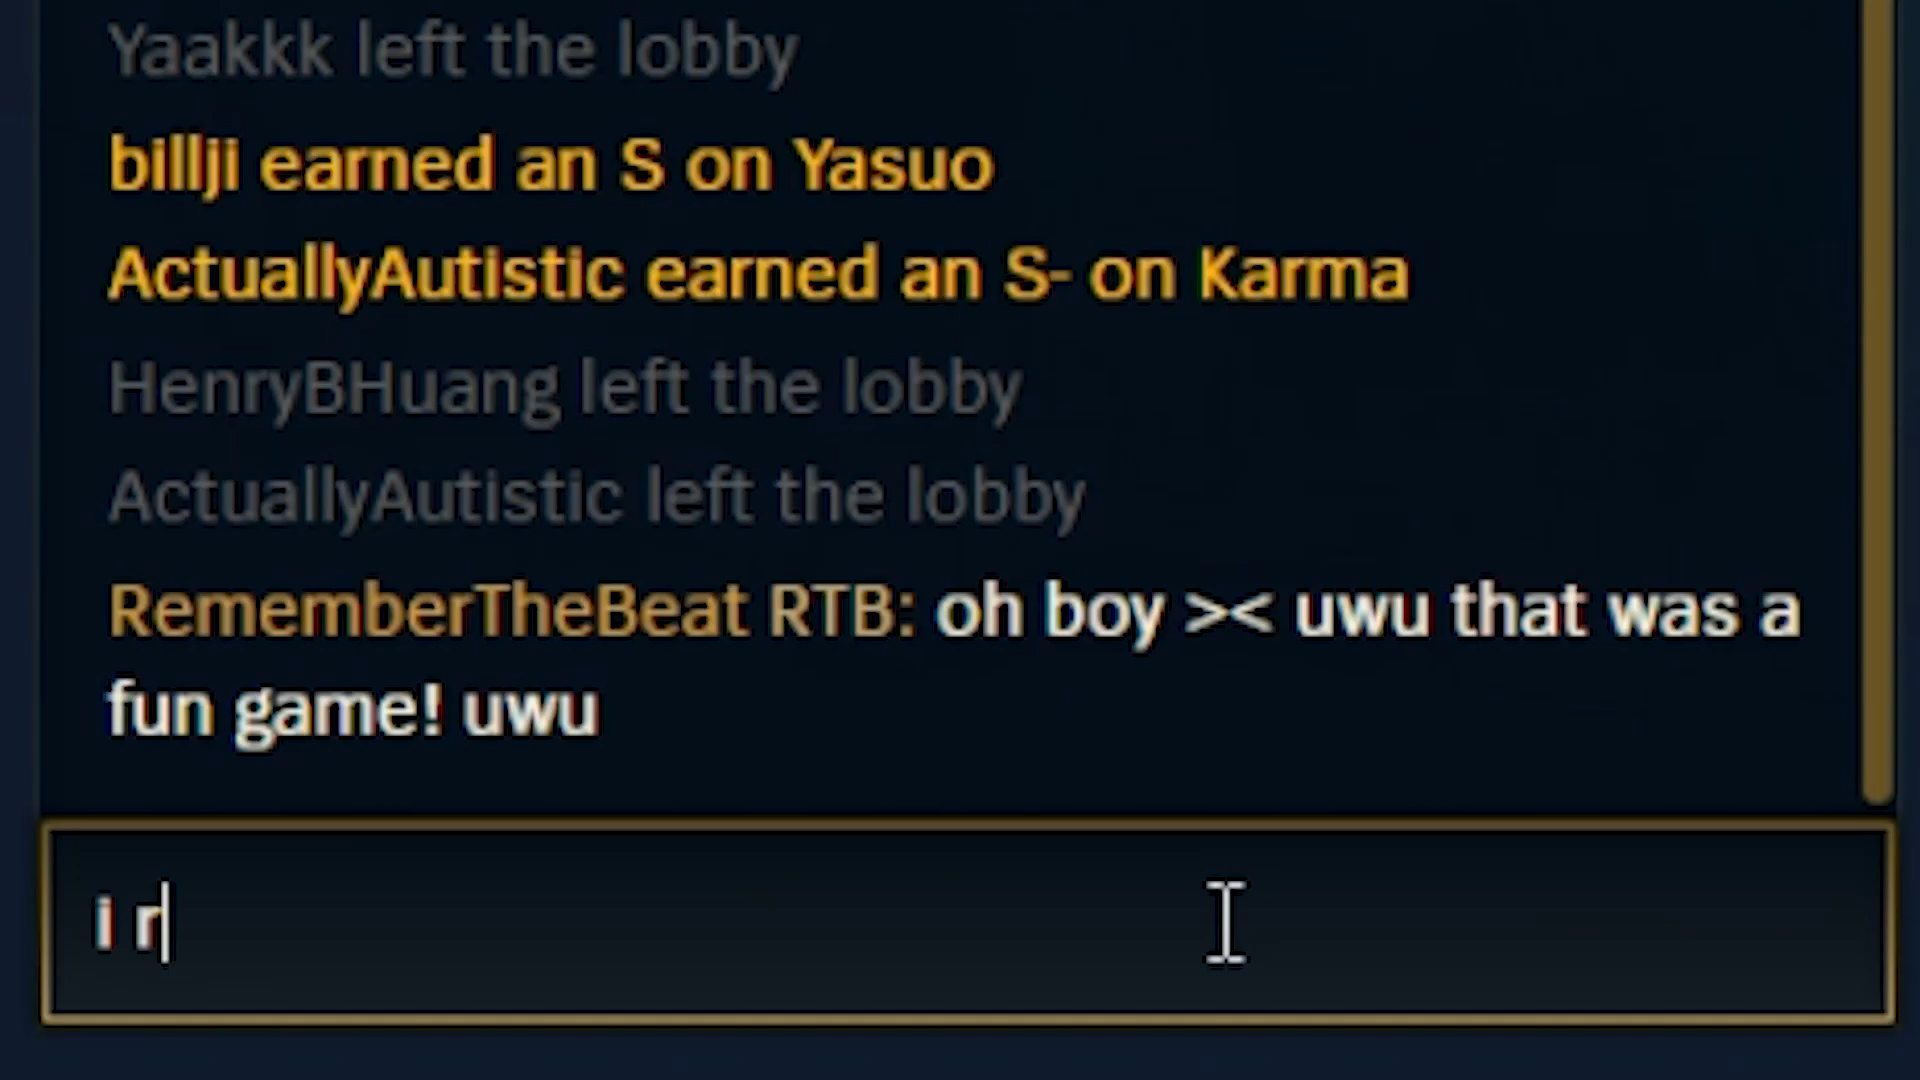 Yaakkk left the lobby
billji earned an S on Yasuo
ActuallyAutistic earned an S- on Karma
HenryBHuang left the lobby
ActuallyAutistic left the lobby
RememberTheBeat RTB: oh boy >< uwu that was a
fun game! uwu
i r